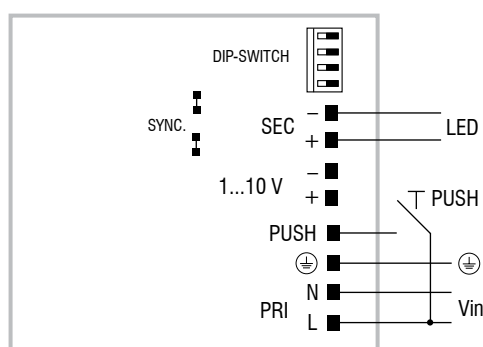 DIP-SWITCH
SYNC.
SEC
–
+
LED
1...10 V
–
+
PUSH
PUSH
N
PRI
L
Vin